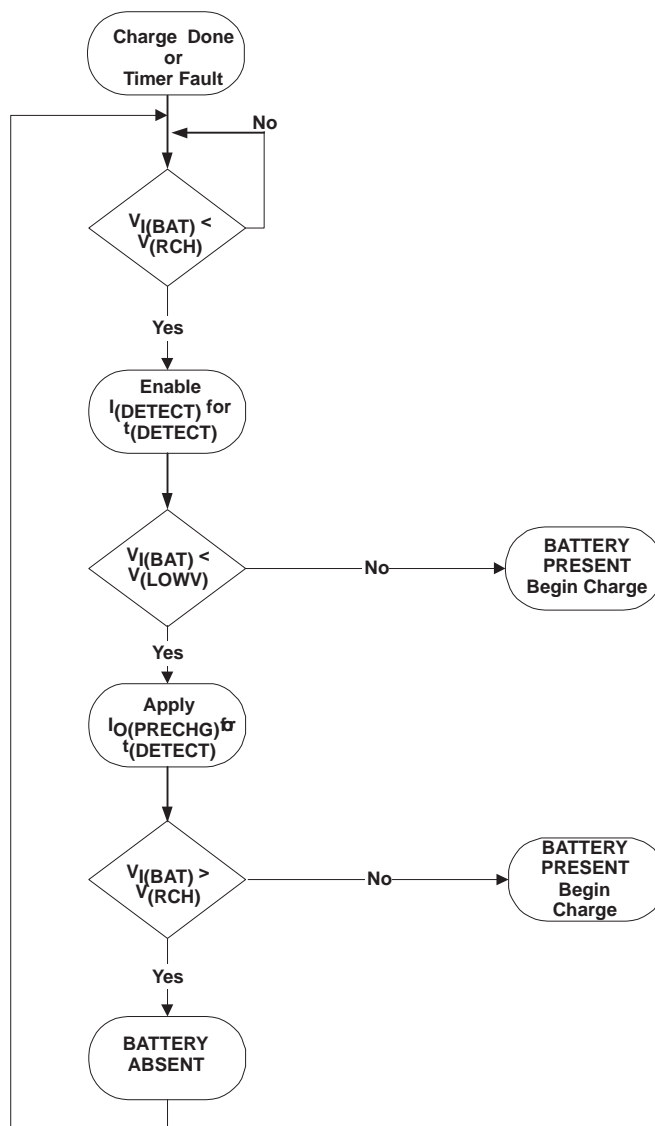 Charge Done
or
Timer Fault
No
VI(BAT) <
V(RCH)
Yes
Enable
I(DETECT) for
t(DETECT)
VI(BAT) <
V(LOWV)
No
BATTERY
PRESENT
Begin Charge
Yes
Apply
IO(PRECHG) for
t(DETECT)
VI(BAT) >
V(RCH)
No
BATTERY
PRESENT
Begin
Charge
Yes
BATTERY
ABSENT